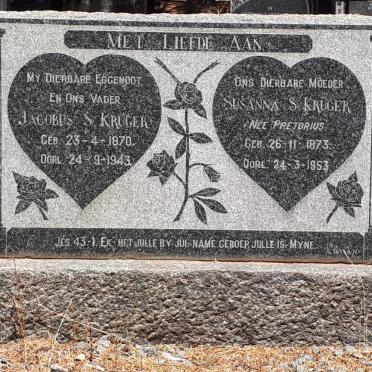 MET LIEFDE AAN
MY DIERBARE EGGENOOT
EN ONS VADER
JACOBUS S. KRUGER
GEB. 23-4-1870.
OORL. 24-9-1943.
ONS DIERBARE MOEDER
SUSANNA S. KRUGER
NEE PRETORIUS
GEB. 26-11-1873.
OORL. 24-3-1953
JES 43-1. EK HET JULLE BY JUL NAME GEROEP JULLE IS MYNE